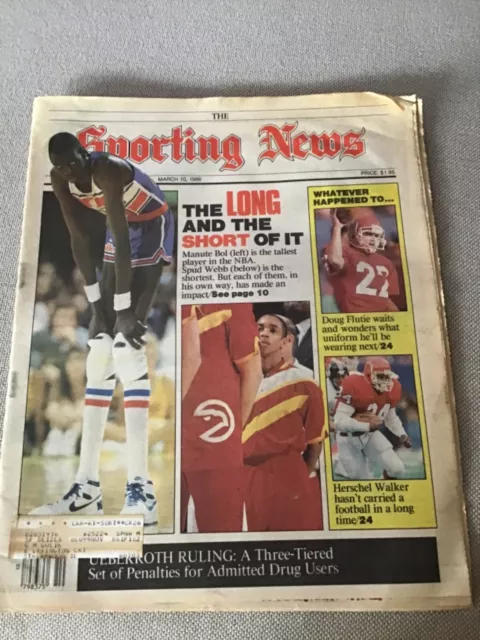 THE
Sporting News
MARCH 10, 1986
PRICE: $1.95
THE LONG
AND THE
SHORT OF IT
Manute Bol (left) is the tallest
player in the NBA.
Spud Webb (below) is the
shortest. But each of them, in
his own way, has made an
impact/See page 10
WHATEVER
HAPPENED TO...
22
Doug Flutie waits
and wonders what
uniform he'll be
wearing next/24
34
Herschel Walker
hasn't carried a
football in a long
time/24
UEBERROTH RULING: A Three-Tiered
Set of Penalties for Admitted Drug Users